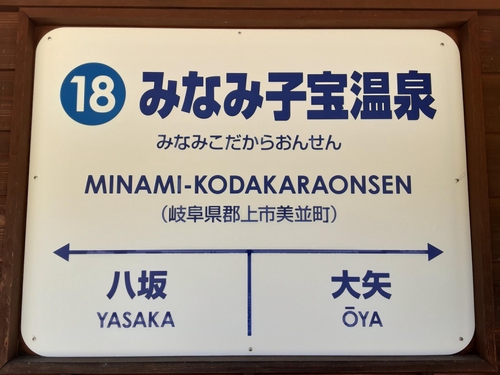 18 みなみ子宝温泉
みなみこだからおんせん
MINAMI-KODAKARAONSEN
(岐阜県郡上市美並町)
八坂 大矢
YASAKA ŌYA